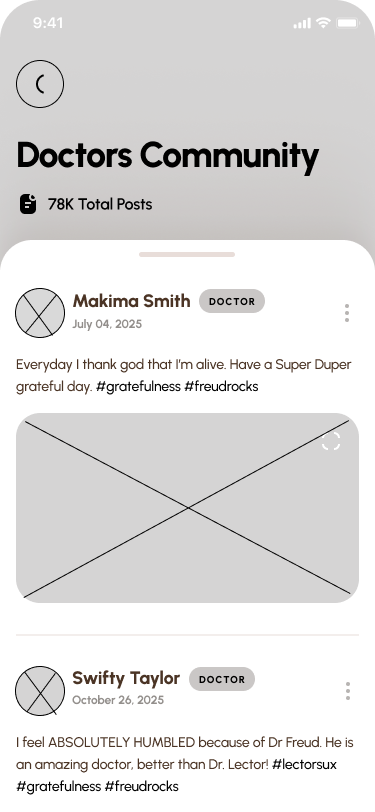 9:41
Doctors Community
78K Total Posts
Makima Smith DOCTOR
July 04, 2025
Everyday I thank god that I'm alive. Have a Super Duper
grateful day. #gratefulness #freudrocks
Swifty Taylor DOCTOR
October 26, 2025
I feel ABSOLUTELY HUMBLED because of Dr Freud. He is
an amazing doctor, better than Dr. Lector! #lectorsux
#gratefulness #freudrocks